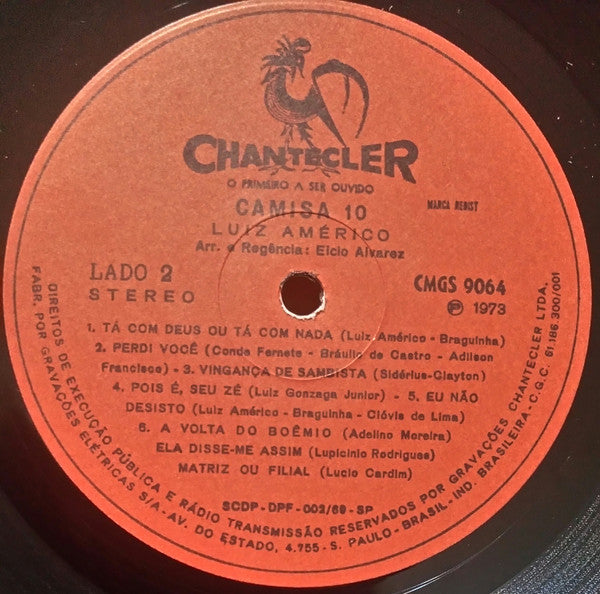 CHANTECLER
O PRIMEIRO A SER OUVIDO
MARCA REGIST
CAMISA 10
LUIZ AMÉRICO
Arr. e Regência: Elcio Alvarez
LADO 2
STEREO
CMGS 9064
Ⓟ 1973
1. TÁ COM DEUS OU TÁ COM NADA (Luiz Américo - Braguinha)
2. PERDI VOCÊ (Conde Fernete - Bráulio de Castro - Adilson
Francisco) - 3. VINGANÇA DE SAMBISTA (Sidérius-Clayton)
4. POIS É, SEU ZÉ (Luiz Gonzaga Junior) - 5. EU NÃO
DESISTO (Luiz Américo - Braguinha - Clóvis de Lima)
6. A VOLTA DO BOÊMIO (Adelino Moreira)
ELA DISSE-ME ASSIM (Lupicinio Rodrigues)
MATRIZ OU FILIAL (Lucio Cardim)
SCDP-DPF-002/69-SP
DIREITOS DE EXECUÇÃO PÚBLICA E RÁDIO TRANSMISSÃO RESERVADOS POR GRAVAÇÕES CHANTECLER LTDA.
FABR. POR GRAVAÇÕES ELÉTRICAS S/A - AV. DO ESTADO, 4.755 - S. PAULO - BRASIL - IND. BRASILEIRA - C.G.C. 61.186.300/001